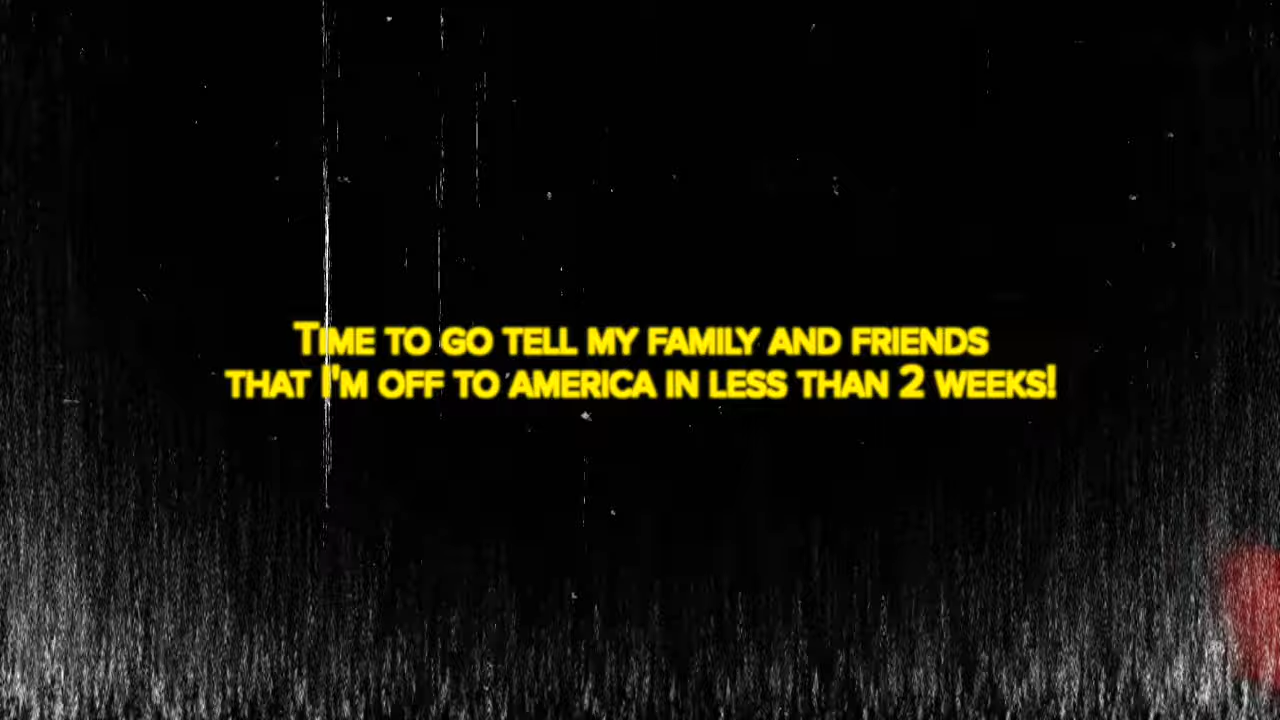 Time to go tell my family and friends
that I'm off to america in less than 2 weeks!